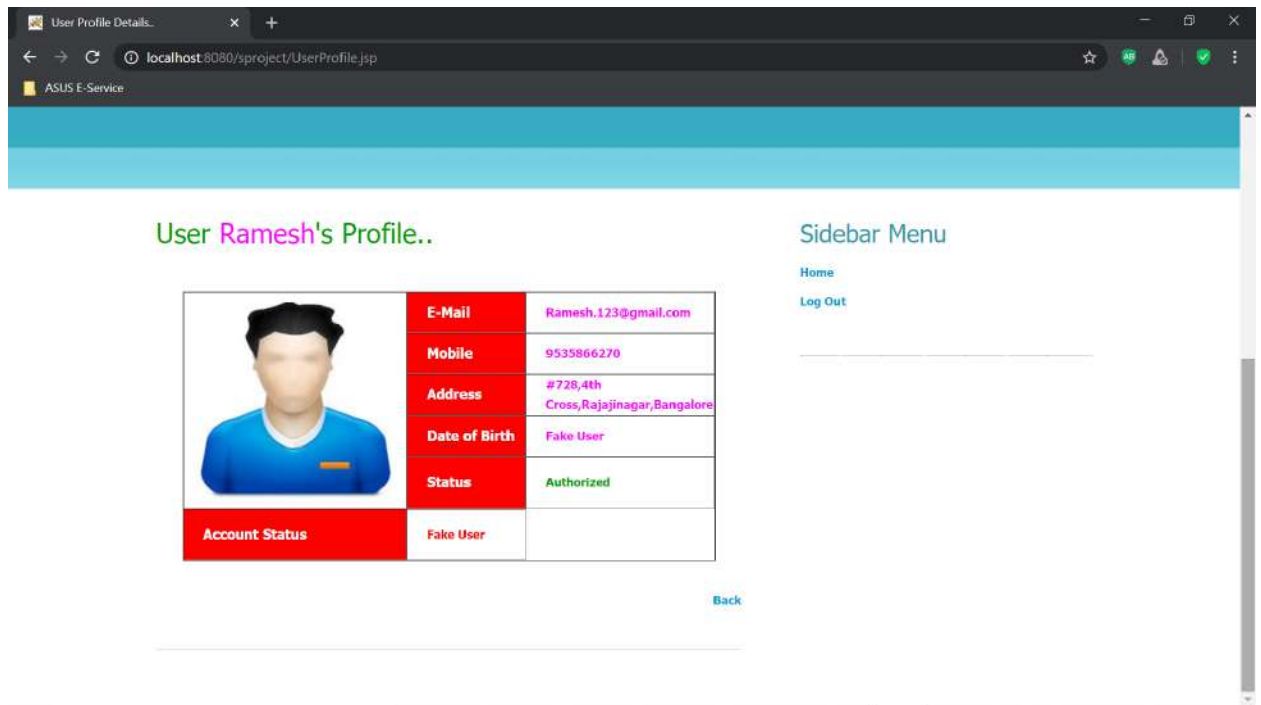 User Profile Details..
localhost:8080/sproject/UserProfile.jsp
AB
ASUS E-Service
User Ramesh's Profile..
E-Mail Ramesh.123@gmail.com
Mobile 9535866270
Address #728,4th
Cross,Rajajinagar,Bangalore
Date of Birth Fake User
Status Authorized
Account Status Fake User
Back
Sidebar Menu
Home
Log Out